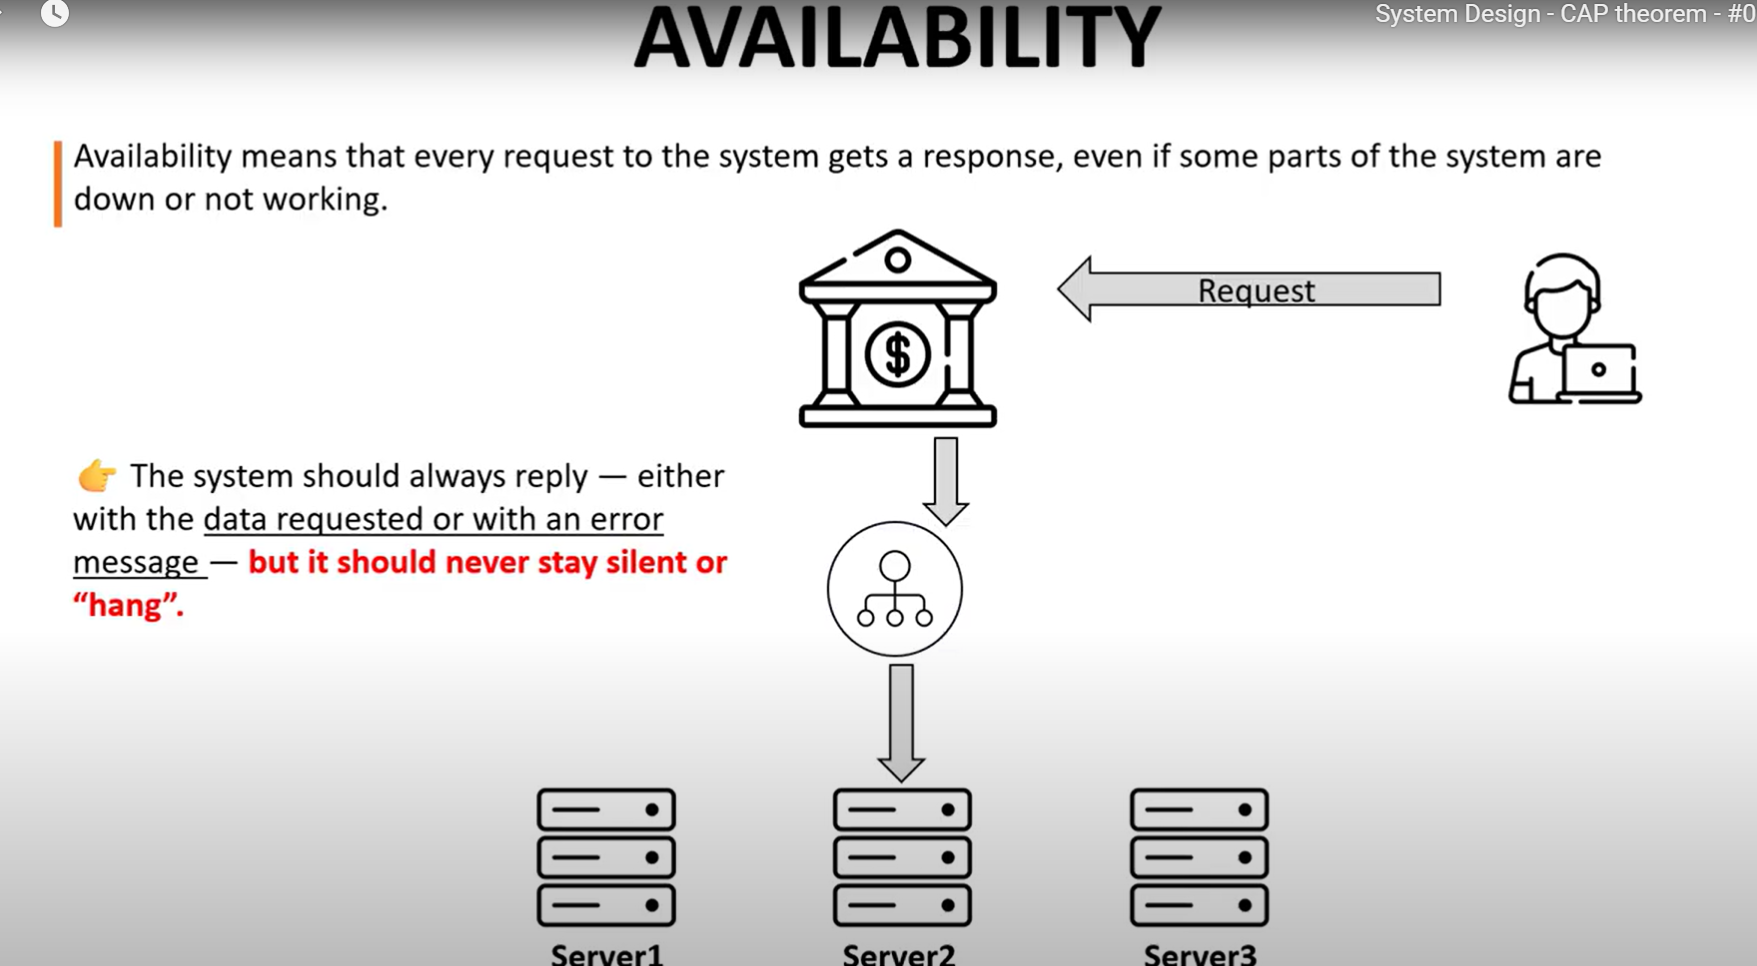 System Design - CAP theorem - #0
AVAILABILITY
Availability means that every request to the system gets a response, even if some parts of the system are
down or not working.
Request
$
👉 The system should always reply — either
with the data requested or with an error
message — but it should never stay silent or
“hang”.
Server1 Server2 Server3